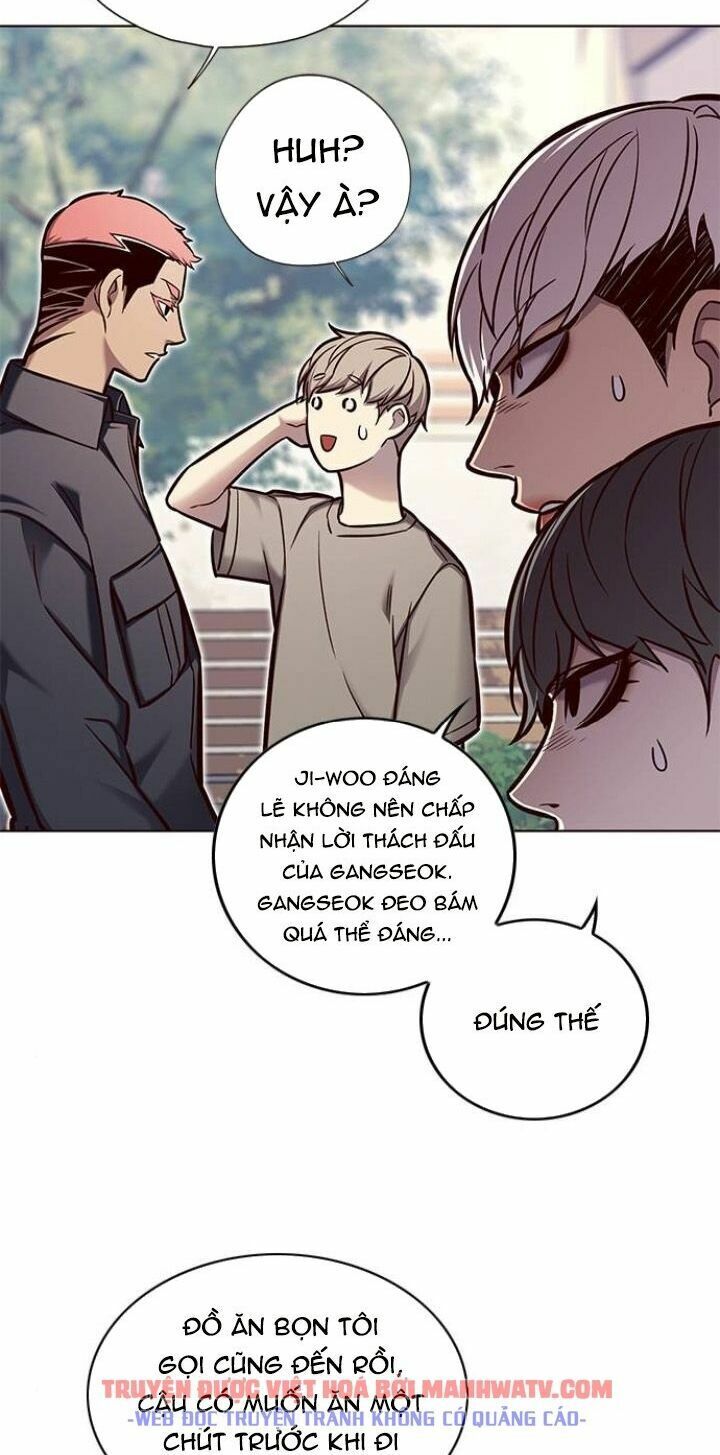 HUH?
VẬY À?
JI-WOO ĐÁNG
LẼ KHÔNG NÊN CHẤP
NHẬN LỜI THÁCH ĐẤU
CỦA GANGSEOK.
GANGSEOK ĐEO BÁM
QUÁ THỂ ĐÁNG...
ĐÚNG THẾ
ĐỒ ĂN BỌN TÔI
GỌI CŨNG ĐẾN RỒI,
TRUYỆN ĐƯỢC VIỆT HOÁ BỞI MANHWATV.COM
CẬU CÓ MUỐN ĂN MỘT
-WEB ĐỌC TRUYỆN TRANH KHÔNG CÓ QUẢNG CÁO-
CHÚT TRƯỚC KHI ĐI